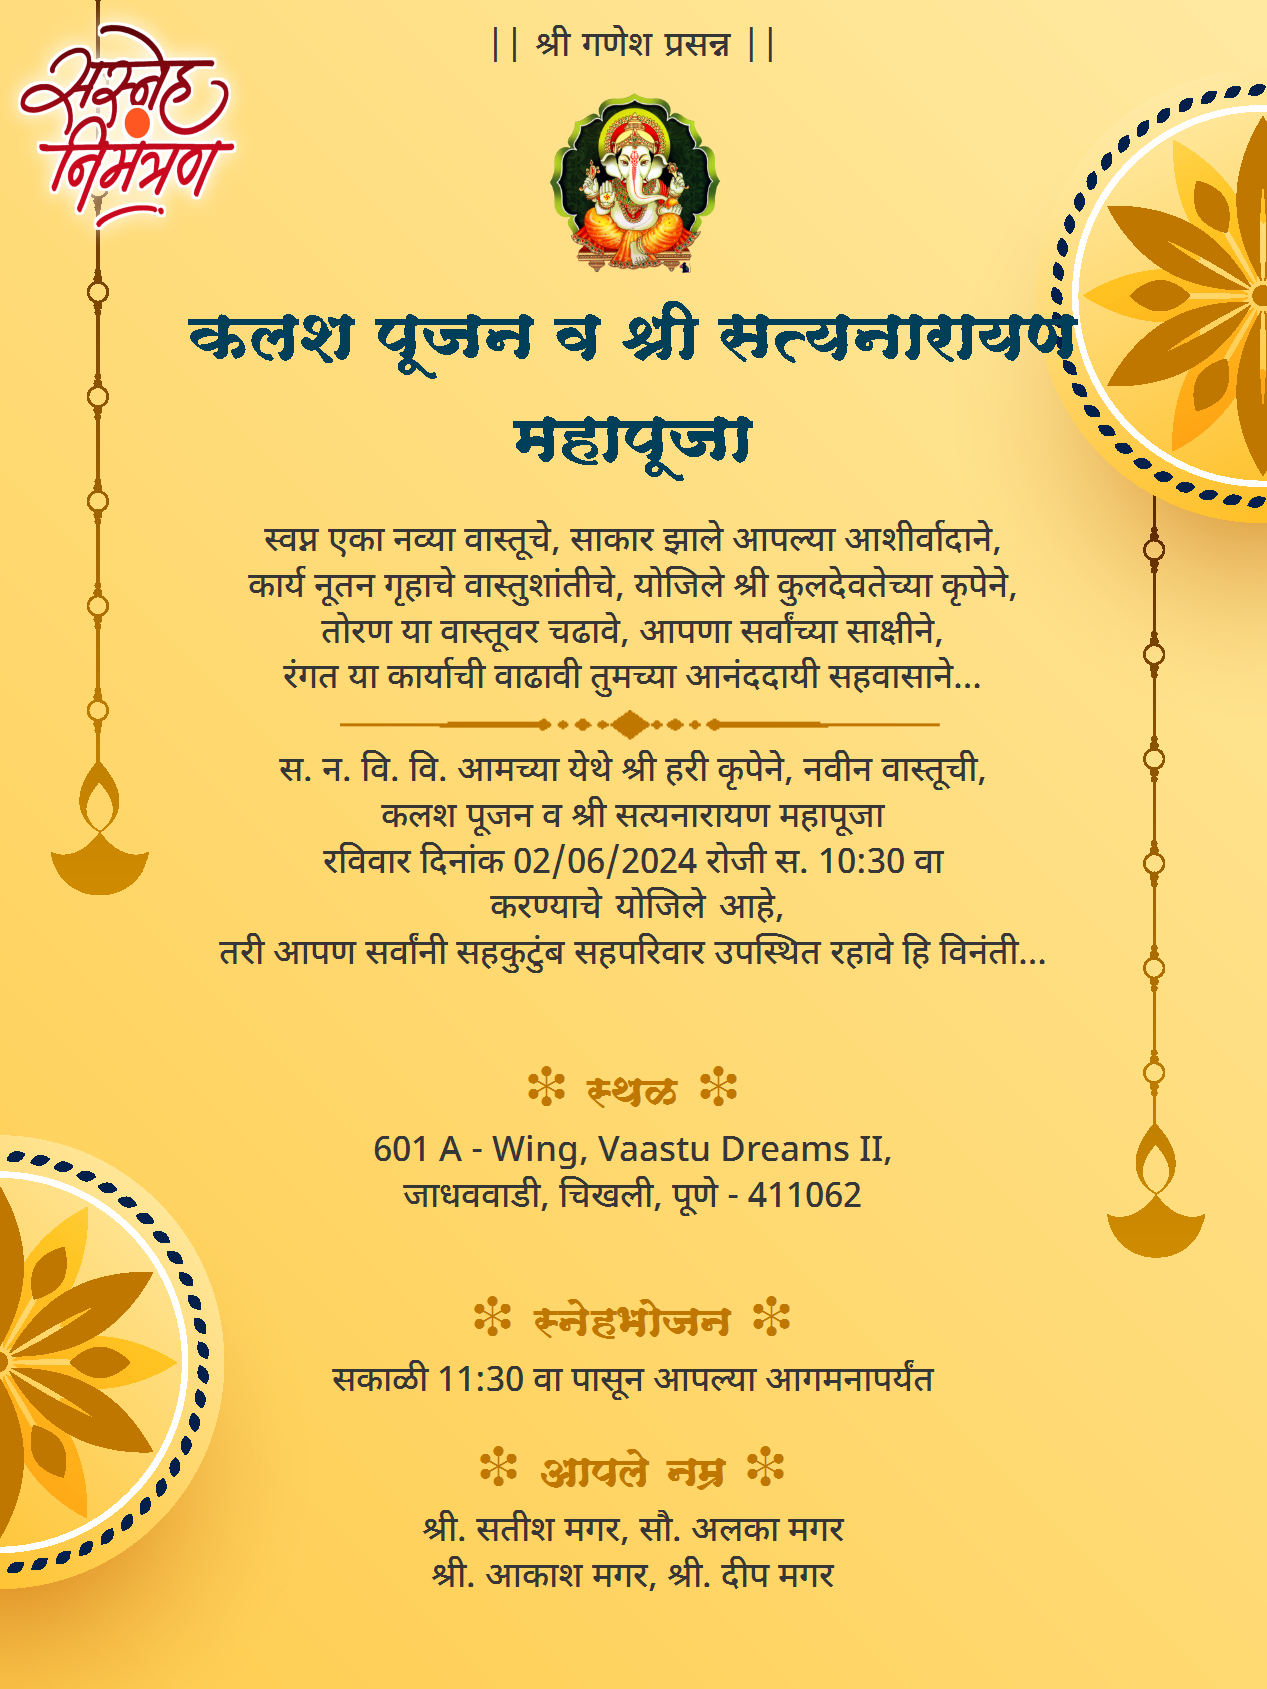 || श्री गणेश प्रसन्न ||
सस्नेह
निमंत्रण
कलश पूजन व श्री सत्यनारायण
महापूजा
स्वप्न एका नव्या वास्तूचे, साकार झाले आपल्या आशीर्वादाने,
कार्य नूतन गृहाचे वास्तुशांतीचे, योजिले श्री कुलदेवतेच्या कृपेने,
तोरण या वास्तूवर चढावे, आपणा सर्वांच्या साक्षीने,
रंगत या कार्याची वाढावी तुमच्या आनंददायी सहवासाने...
स. न. वि. वि. आमच्या येथे श्री हरी कृपेने, नवीन वास्तूची,
कलश पूजन व श्री सत्यनारायण महापूजा
रविवार दिनांक 02/06/2024 रोजी स. 10:30 वा
करण्याचे योजिले आहे,
तरी आपण सर्वांनी सहकुटुंब सहपरिवार उपस्थित रहावे हि विनंती...
स्थळ
601 A - Wing, Vaastu Dreams II,
जाधववाडी, चिखली, पूणे - 411062
स्नेहभोजन
सकाळी 11:30 वा पासून आपल्या आगमनापर्यंत
आपले नम्र
श्री. सतीश मगर, सौ. अलका मगर
श्री. आकाश मगर, श्री. दीप मगर